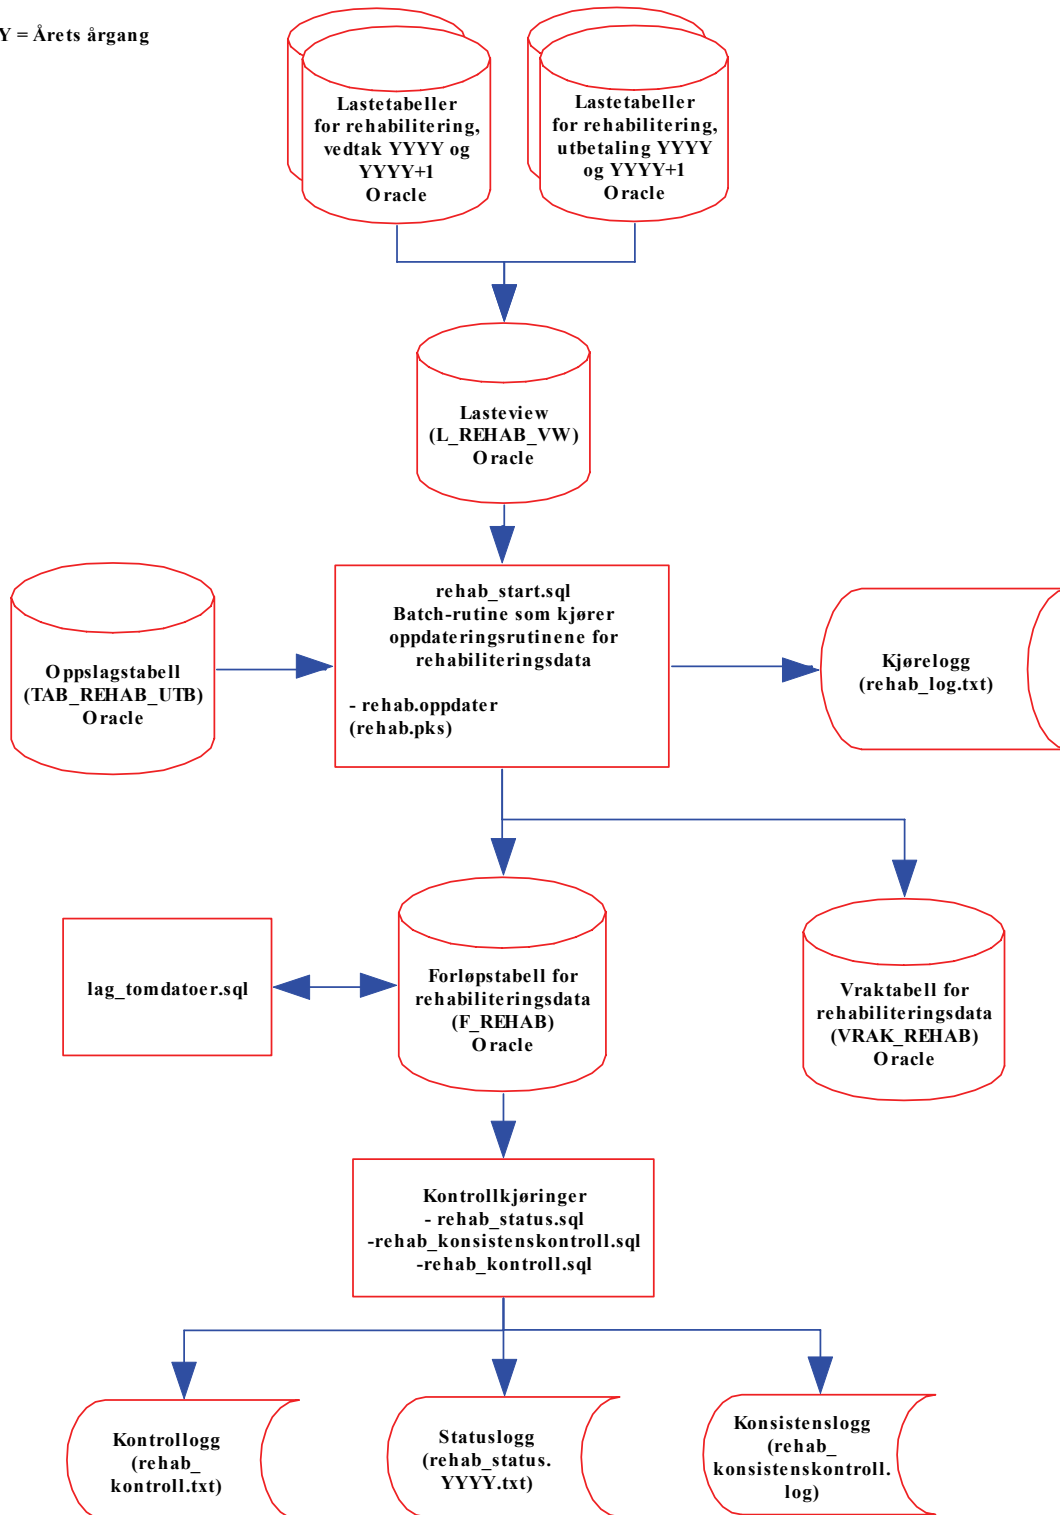 Y = Årets årgang
Lastetabeller
for rehabilitering,
vedtak YYYY og
YYYY+1
Oracle
Lastetabeller
for rehabilitering,
utbetaling YYYY
og YYYY+1
Oracle
Lasteview
(L_REHAB_VW)
Oracle
Oppslagstabell
(TAB_REHAB_UTB)
Oracle
rehab_start.sql
Batch-rutine som kjører
oppdateringsrutinene for
rehabiliteringsdata
- rehab.oppdater
(rehab.pks)
Kjørelogg
(rehab_log.txt)
lag_tomdatoer.sql
Forløpstabell for
rehabiliteringsdata
(F_REHAB)
Oracle
Vraktabell for
rehabiliteringsdata
(VRAK_REHAB)
Oracle
Kontrollkjøringer
- rehab_status.sql
-rehab_konsistenskontroll.sql
-rehab_kontroll.sql
Kontrollogg
(rehab_
kontroll.txt)
Statuslogg
(rehab_status.
YYYY.txt)
Konsistenslogg
(rehab_
konsistenskontroll.
log)